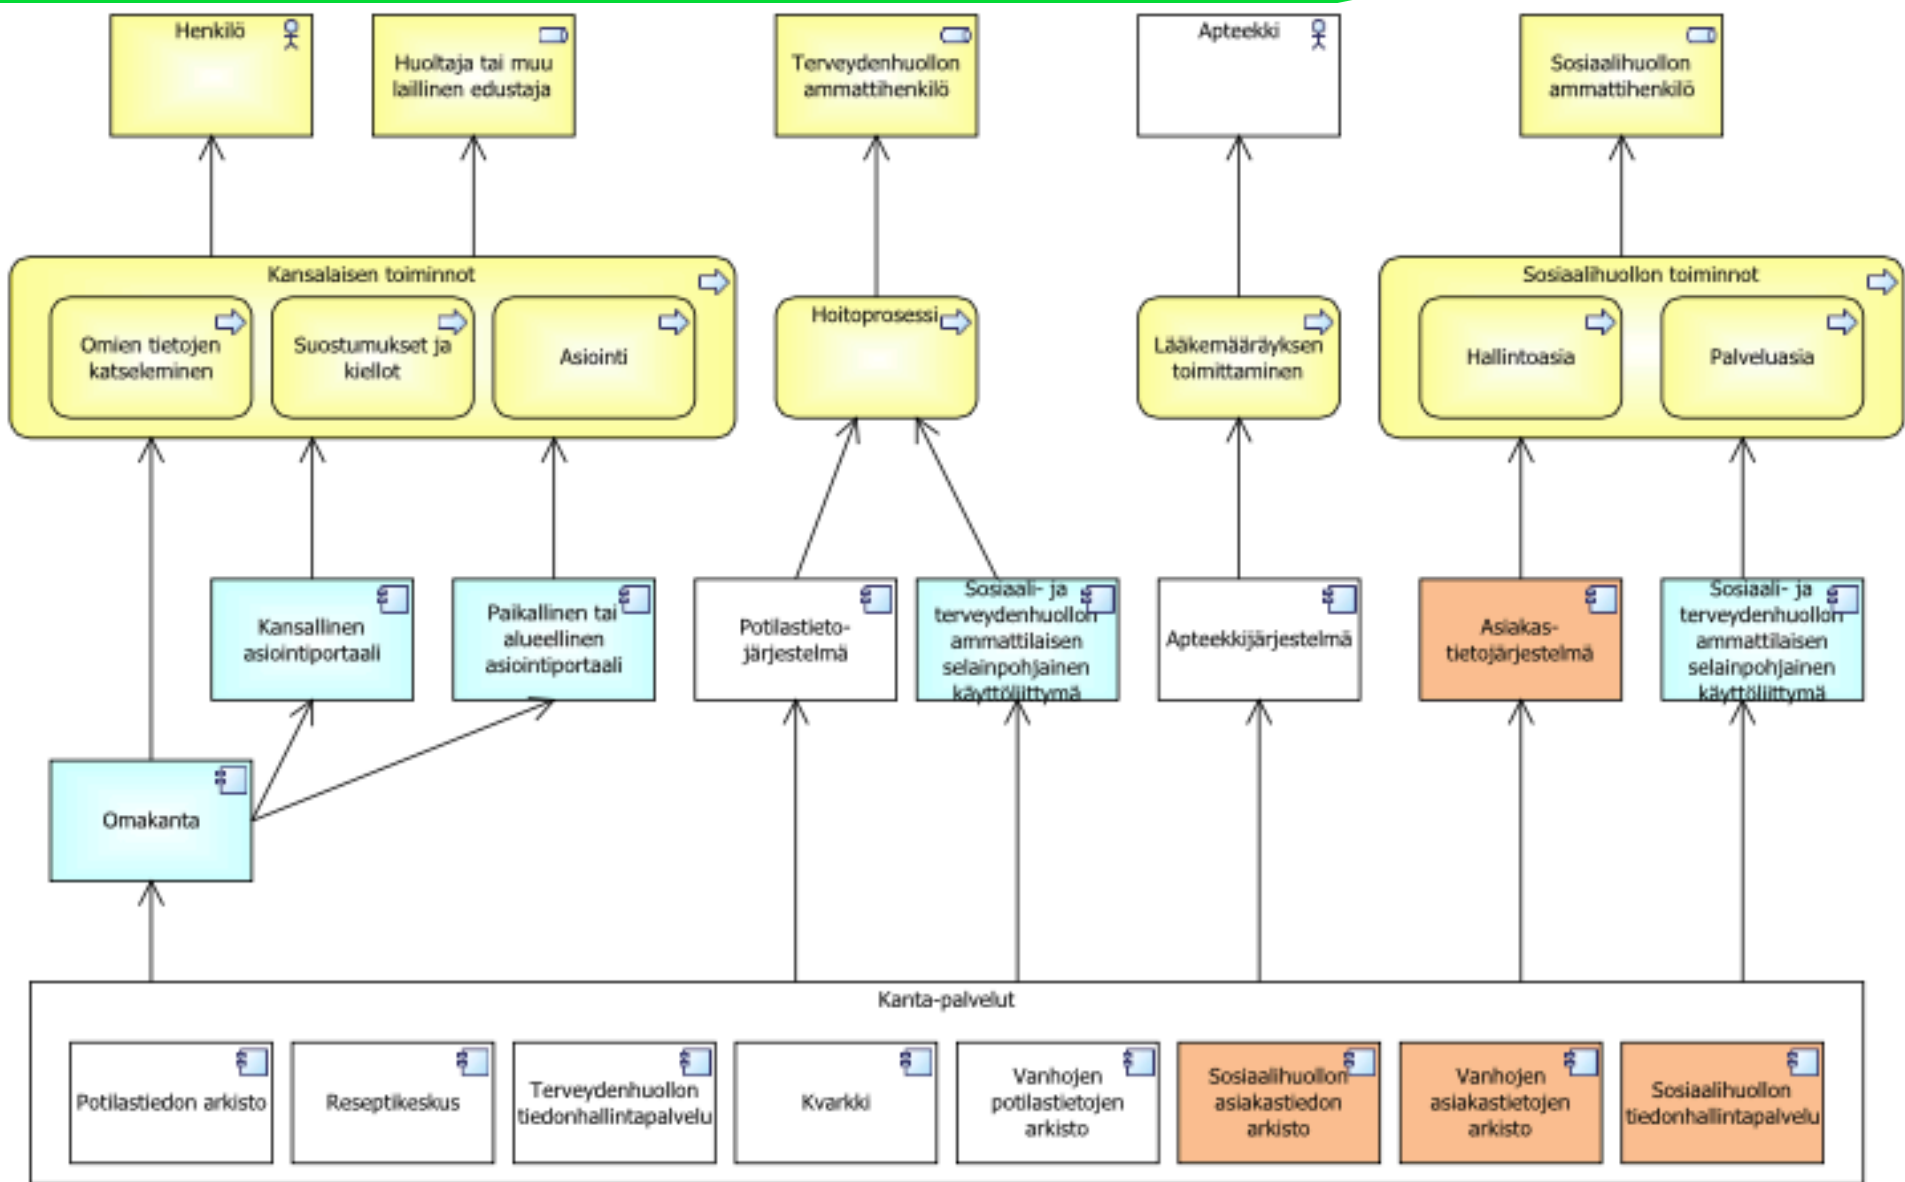 Henkilö
Huoltaja tai muu
laillinen edustaja
Terveydenhuollon
ammattihenkilö
Apteekki
Sosiaalihuollon
ammattihenkilö
Kansalaisen toiminnot
Omien tietojen
katseleminen
Suostumukset ja
kiellot
Asiointi
Hoitoprosessi
Lääkemääräyksen
toimittaminen
Sosiaalihuollon toiminnot
Hallintoasia
Palveluasia
Kansallinen
asiointiportaali
Paikallinen tai
alueellinen
asiointiportaali
Potilastieto-
järjestelmä
Sosiaali- ja
terveydenhuollon
ammattilaisen
selainpohjainen
käyttöliittymä
Apteekkijärjestelmä
Asiakas-
tietojärjestelmä
Sosiaali- ja
terveydenhuollon
ammattilaisen
selainpohjainen
käyttöliittymä
Omakanta
Kanta-palvelut
Potilastiedon arkisto
Reseptikeskus
Terveydenhuollon
tiedonhallintapalvelu
Kvarkki
Vanhojen
potilastietojen
arkisto
Sosiaalihuollon
asiakastiedon
arkisto
Vanhojen
asiakastietojen
arkisto
Sosiaalihuollon
tiedonhallintapalvelu